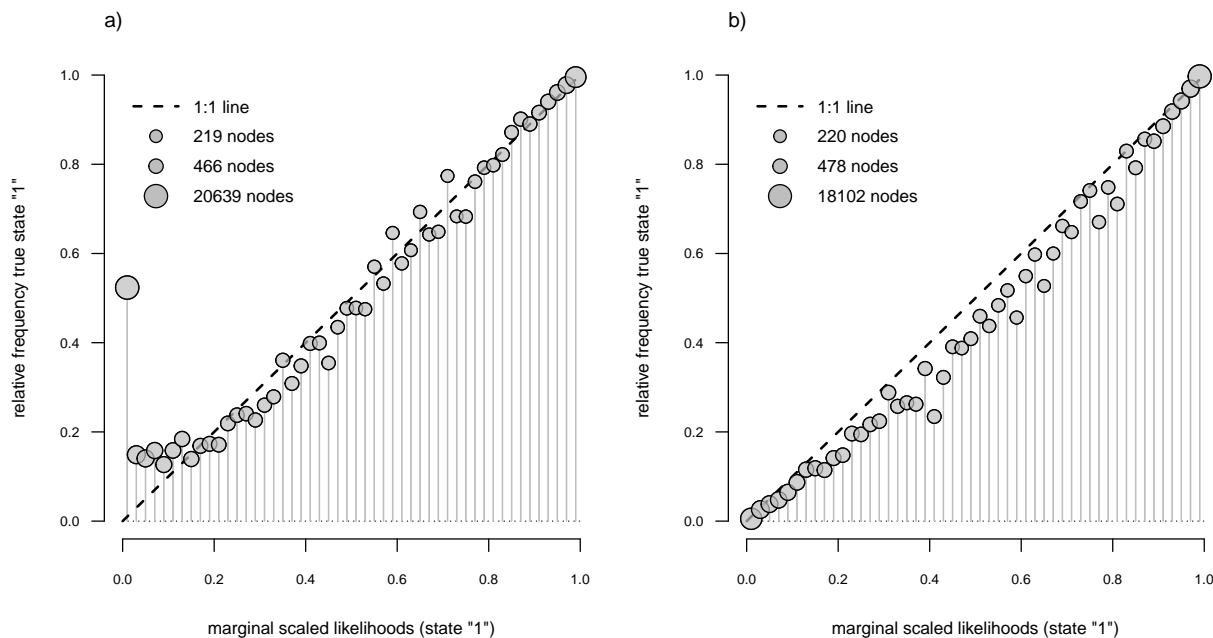 a)
relative frequency true state "1"
1.0
0.8
0.6
0.4
0.2
0.0
1:1 line
219 nodes
466 nodes
20639 nodes
0.0 0.2 0.4 0.6 0.8 1.0
marginal scaled likelihoods (state "1")
b)
relative frequency true state "1"
1.0
0.8
0.6
0.4
0.2
0.0
1:1 line
220 nodes
478 nodes
18102 nodes
0.0 0.2 0.4 0.6 0.8 1.0
marginal scaled likelihoods (state "1")